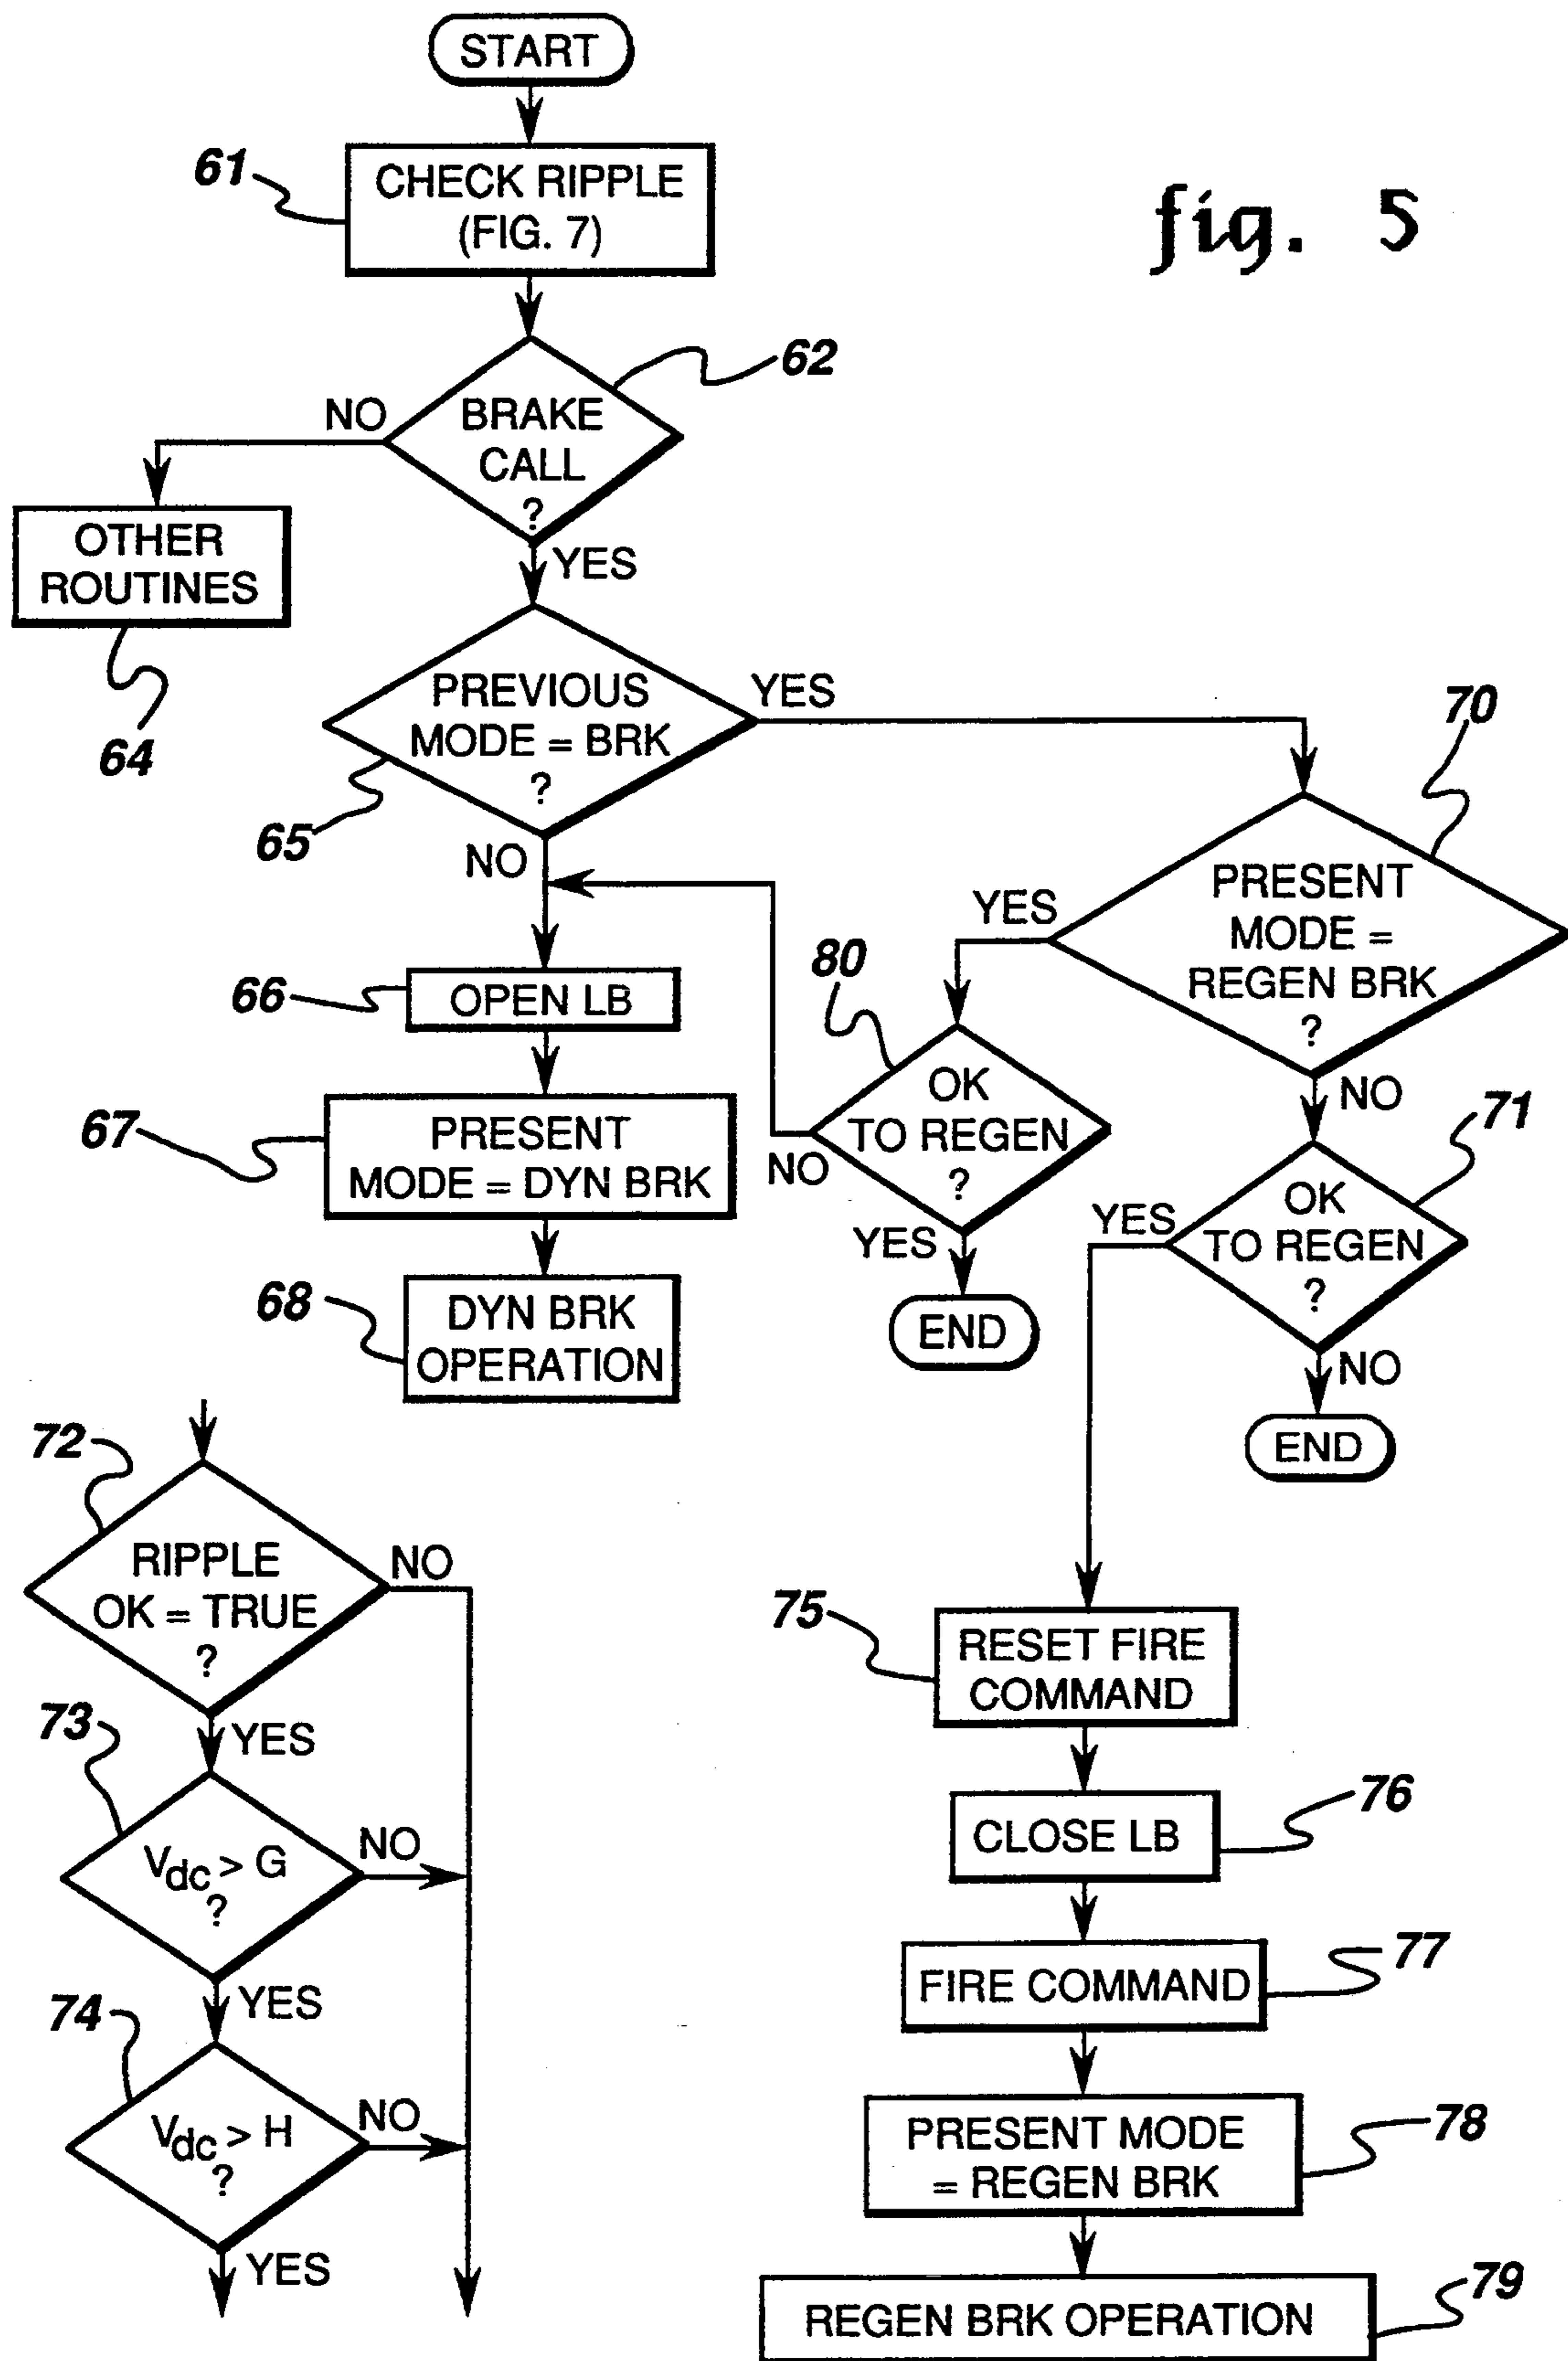 START
61
CHECK RIPPLE
(FIG. 7)
fig. 5
62
NO
BRAKE
CALL
?
OTHER
ROUTINES
YES
64
PREVIOUS
MODE = BRK
?
YES
65
NO
70
PRESENT
MODE =
REGEN BRK
?
YES
NO
66
OPEN LB
80
OK
TO REGEN
?
NO
YES
END
67
PRESENT
MODE = DYN BRK
71
OK
TO REGEN
?
YES
NO
END
68
DYN BRK
OPERATION
72
RIPPLE
OK = TRUE
?
NO
YES
73
Vdc > G
?
NO
YES
74
Vdc > H
?
NO
YES
75
RESET FIRE
COMMAND
76
CLOSE LB
77
FIRE COMMAND
78
PRESENT MODE
= REGEN BRK
79
REGEN BRK OPERATION